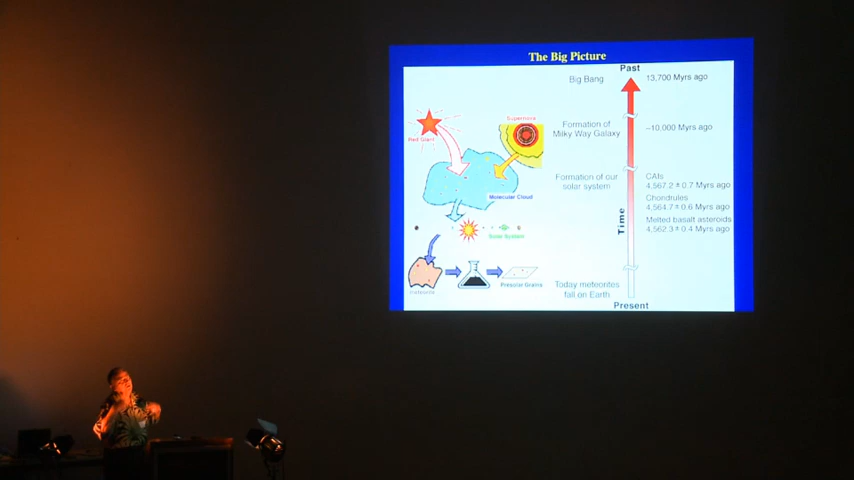 The Big Picture
Past
Big Bang
13,700 Myrs ago
Supernova
Red Giant
Formation of
Milky Way Galaxy
~10,000 Myrs ago
Formation of our
solar system
CAIs
4,567.2 ± 0.7 Myrs ago
Chondrules
4,564.7 ± 0.6 Myrs ago
Melted basalt asteroids
4,562.3 ± 0.4 Myrs ago
Molecular Cloud
Time
Solar System
Presolar Grains
Today meteorites
fall on Earth
Present